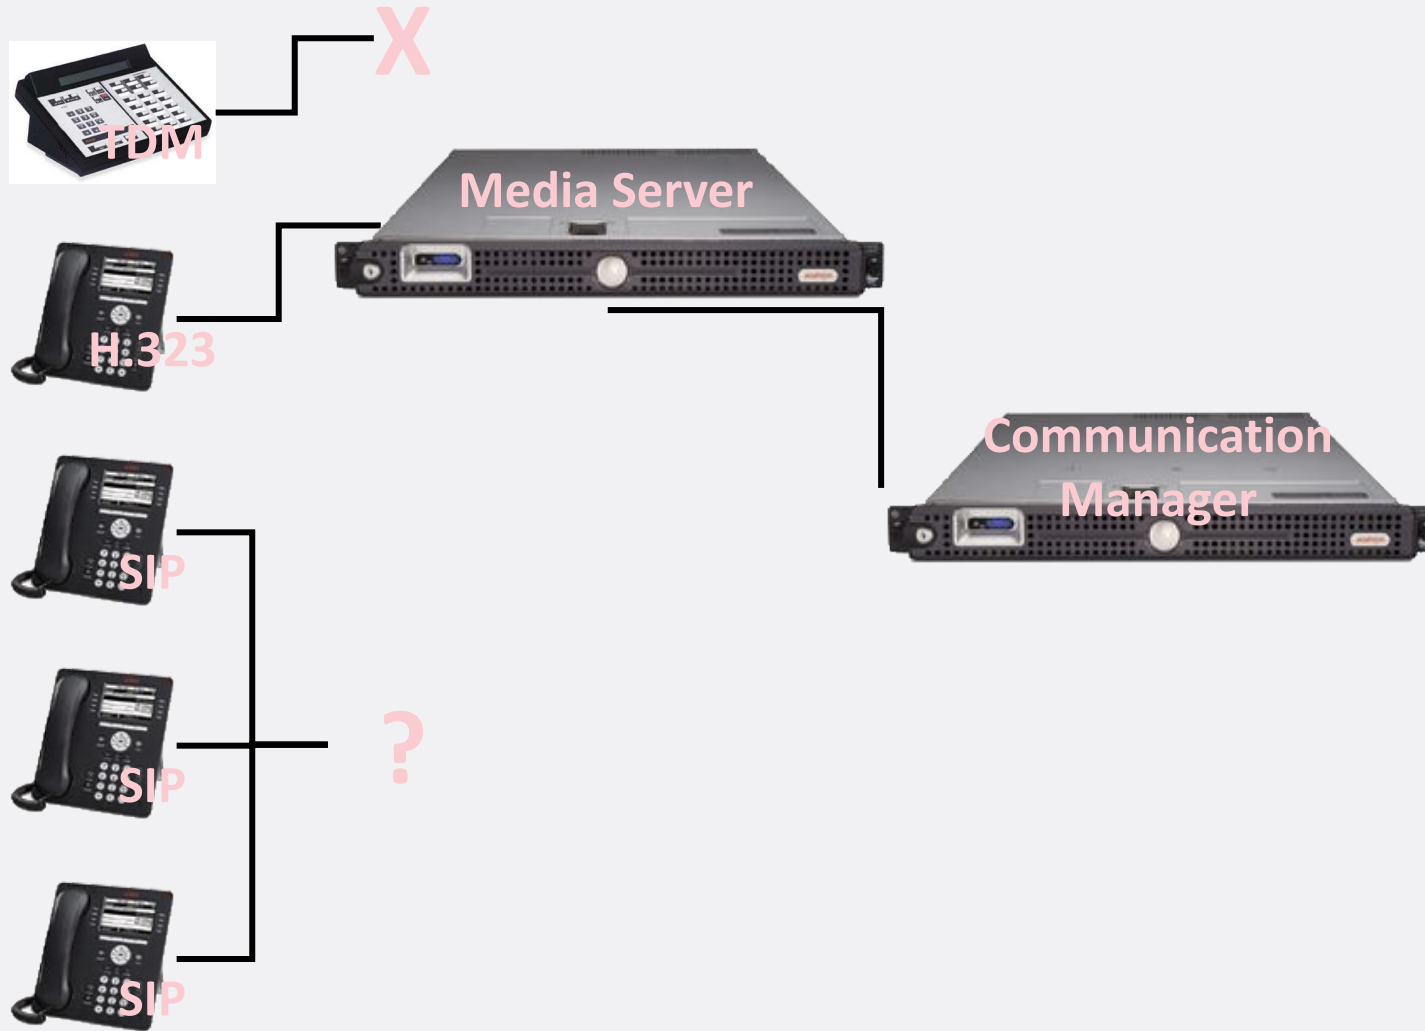 X
TDM
Media Server
H.323
Communication
Manager
SIP
?
SIP
SIP